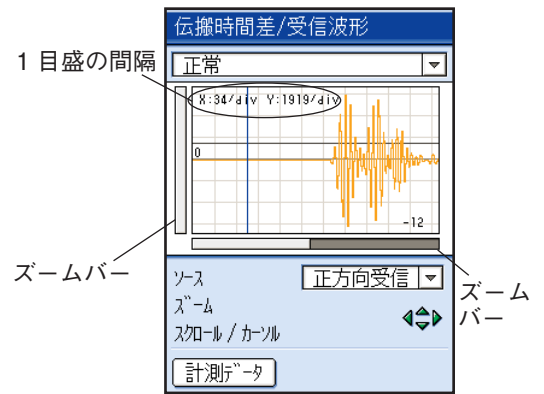 伝搬時間差/受信波形
1 目盛の間隔
正常
X:34/div Y:1919/div
0
-12
ズームバー
ソース
正方向受信
ズーム
バー
ズーム
スクロール / カーソル
計測データ